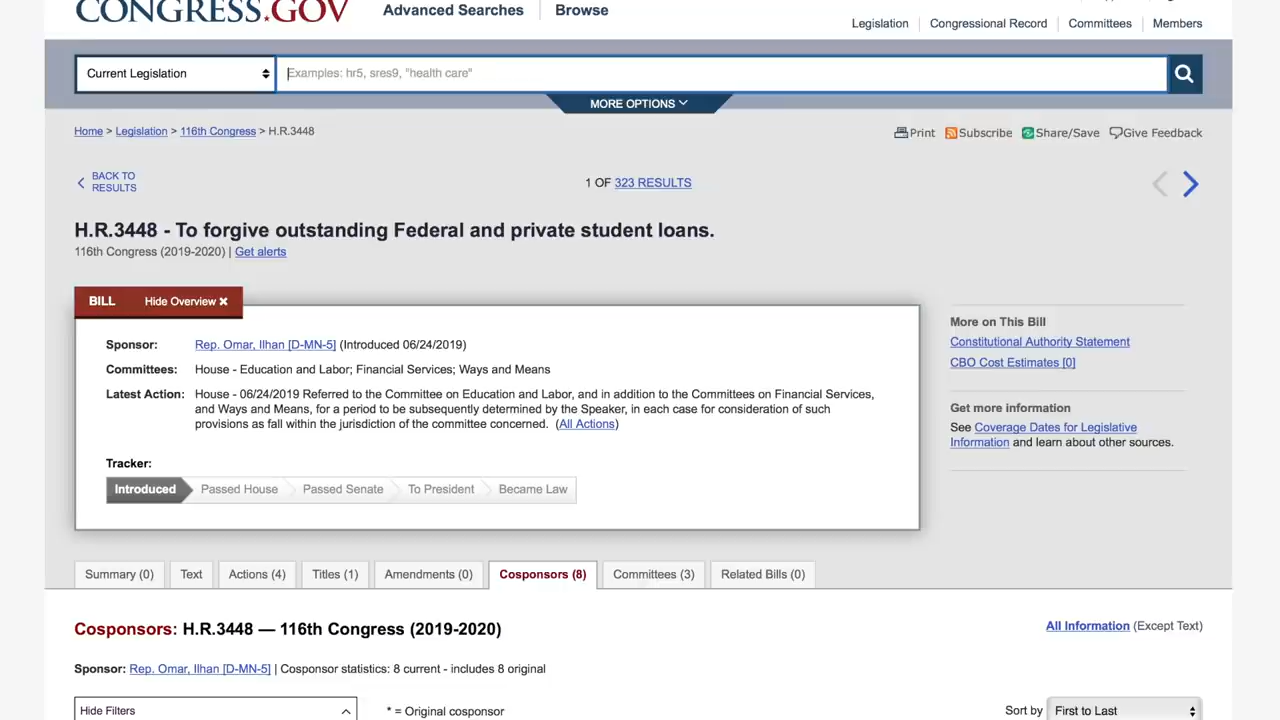 CONGRESS.GOV
Advanced Searches
Browse
Legislation
Congressional Record
Committees
Members
Current Legislation
Examples: hr5, sres9, "health care"
MORE OPTIONS
Home > Legislation > 116th Congress > H.R.3448
Print
Subscribe
Share/Save
Give Feedback
BACK TO
RESULTS
1 OF 323 RESULTS
H.R.3448 - To forgive outstanding Federal and private student loans.
116th Congress (2019-2020) | Get alerts
BILL
Hide Overview ✖
Sponsor: Rep. Omar, Ilhan [D-MN-5] (Introduced 06/24/2019)
Committees: House - Education and Labor; Financial Services; Ways and Means
Latest Action: House - 06/24/2019 Referred to the Committee on Education and Labor, and in addition to the Committees on Financial Services,
and Ways and Means, for a period to be subsequently determined by the Speaker, in each case for consideration of such
provisions as fall within the jurisdiction of the committee concerned. (All Actions)
Tracker:
Introduced
Passed House
Passed Senate
To President
Became Law
More on This Bill
Constitutional Authority Statement
CBO Cost Estimates [0]
Get more information
See Coverage Dates for Legislative
Information and learn about other sources.
Summary (0)
Text
Actions (4)
Titles (1)
Amendments (0)
Cosponsors (8)
Committees (3)
Related Bills (0)
Cosponsors: H.R.3448 — 116th Congress (2019-2020)
All Information (Except Text)
Sponsor: Rep. Omar, Ilhan [D-MN-5] | Cosponsor statistics: 8 current - includes 8 original
Hide Filters
* = Original cosponsor
Sort by
First to Last